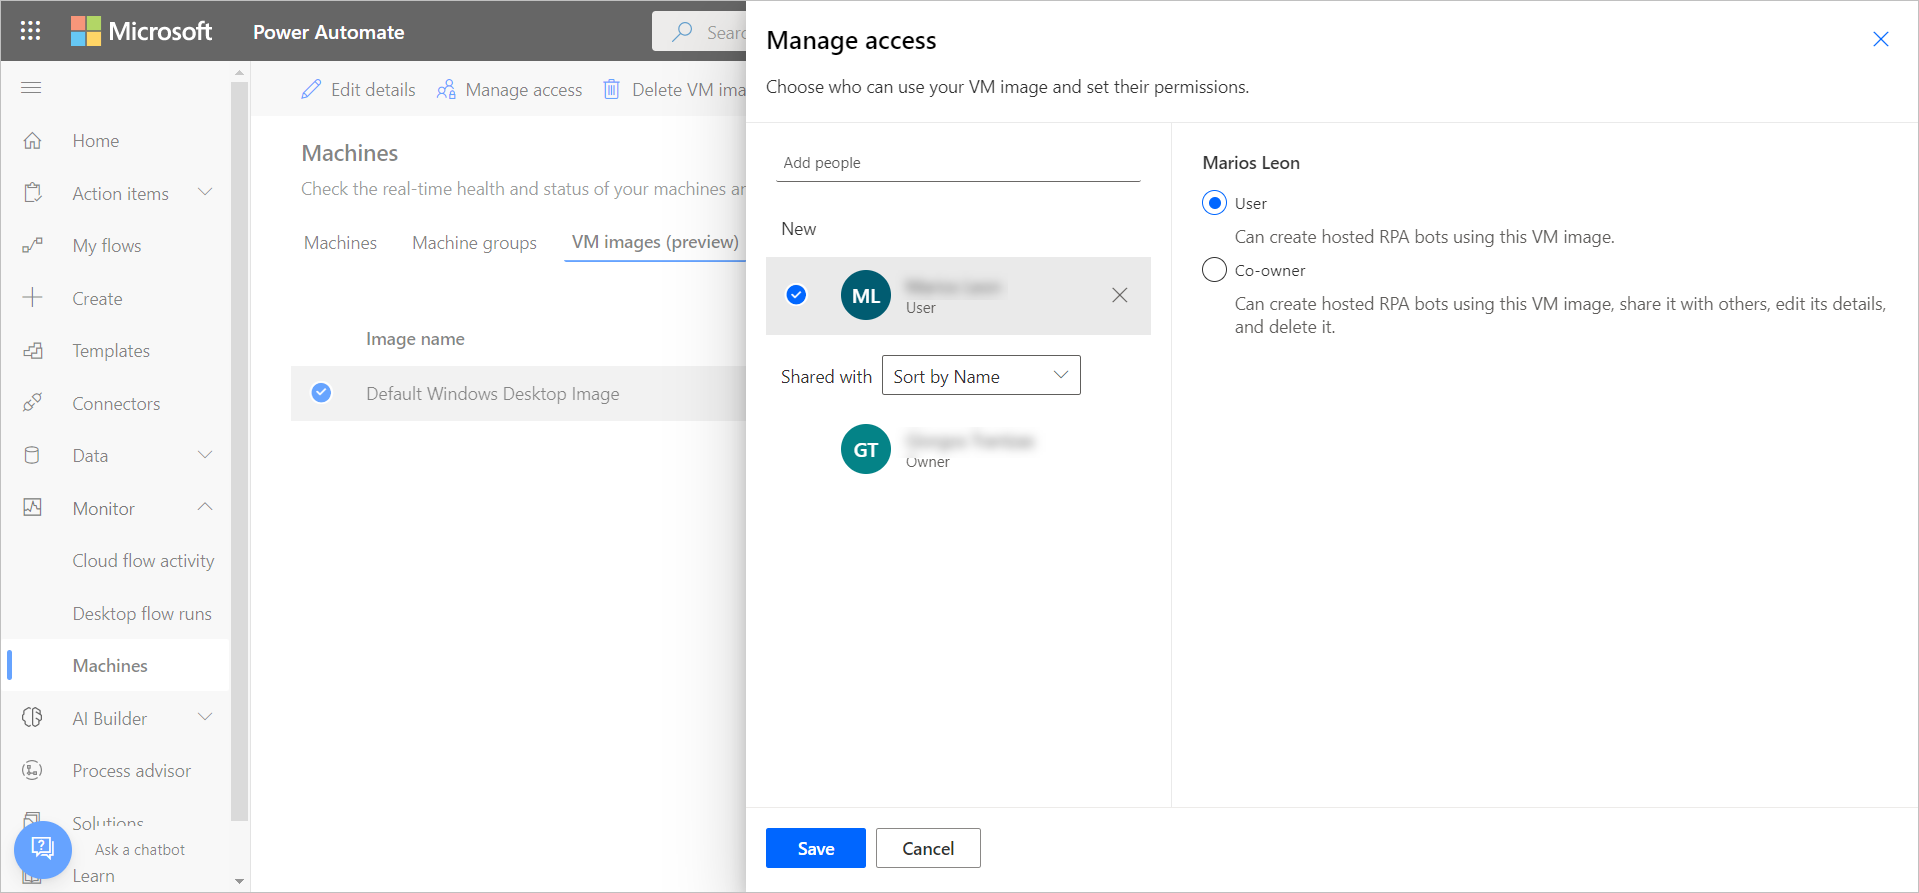 Microsoft
Power Automate
Sear
Edit details
Manage access
Delete VM ima
Home
Action items
My flows
Create
Templates
Connectors
Data
Monitor
Cloud flow activity
Desktop flow runs
Machines
AI Builder
Process advisor
Solutions
Ask a chatbot
Learn
Machines
Check the real-time health and status of your machines an
Machines
Machine groups
VM images (preview)
Image name
Default Windows Desktop Image
Manage access
Choose who can use your VM image and set their permissions.
Add people
New
ML
User
Shared with
Sort by Name
GT
Owner
Marios Leon
User
Can create hosted RPA bots using this VM image.
Co-owner
Can create hosted RPA bots using this VM image, share it with others, edit its details,
and delete it.
Save
Cancel